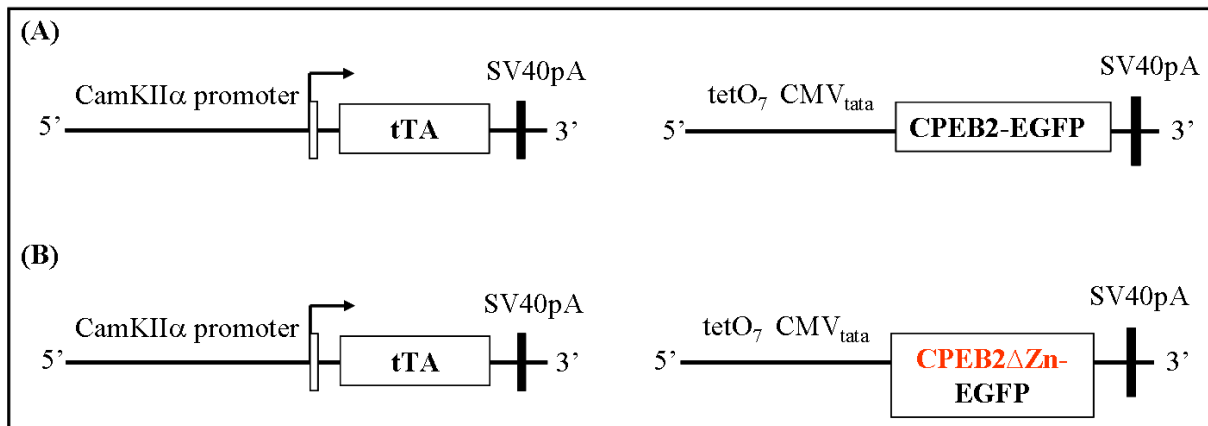 (A)
SV40pA SV40pA
CamKIIα promoter tetO₇ CMVtata
5’ tTA 3’ 5’ CPEB2-EGFP 3’
(B)
SV40pA SV40pA
CamKIIα promoter tetO₇ CMVtata
5’ tTA 3’ 5’ CPEB2ΔZn- 3’
EGFP